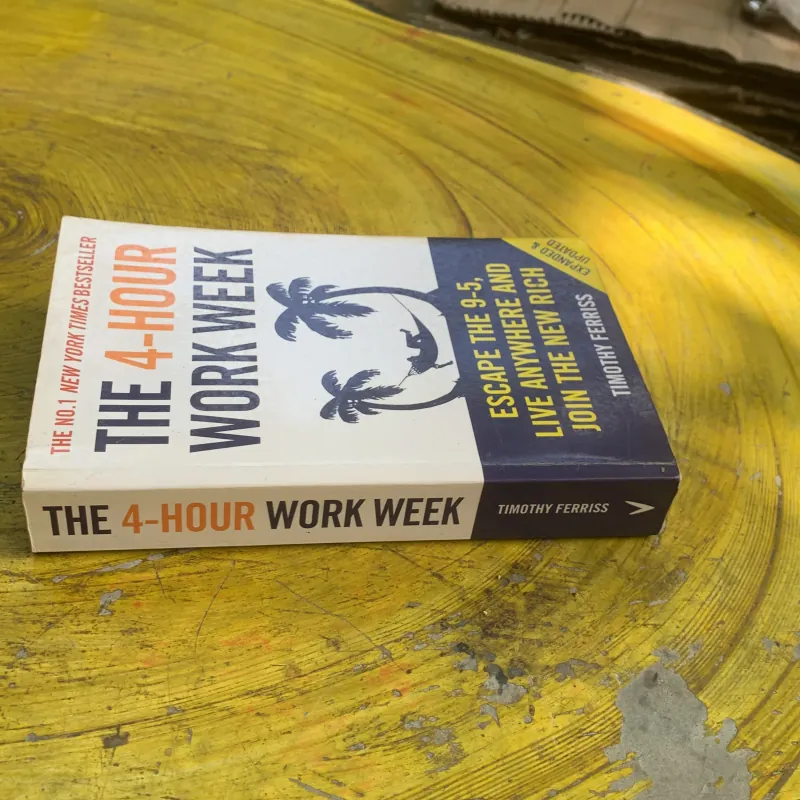 THE NO.1 NEW YORK TIMES BESTSELLER
THE 4-HOUR
WORK WEEK
ESCAPE THE 9-5,
LIVE ANYWHERE AND
JOIN THE NEW RICH
EXPANDED &
UPDATED
TIMOTHY FERRISS
THE 4-HOUR WORK WEEK TIMOTHY FERRISS